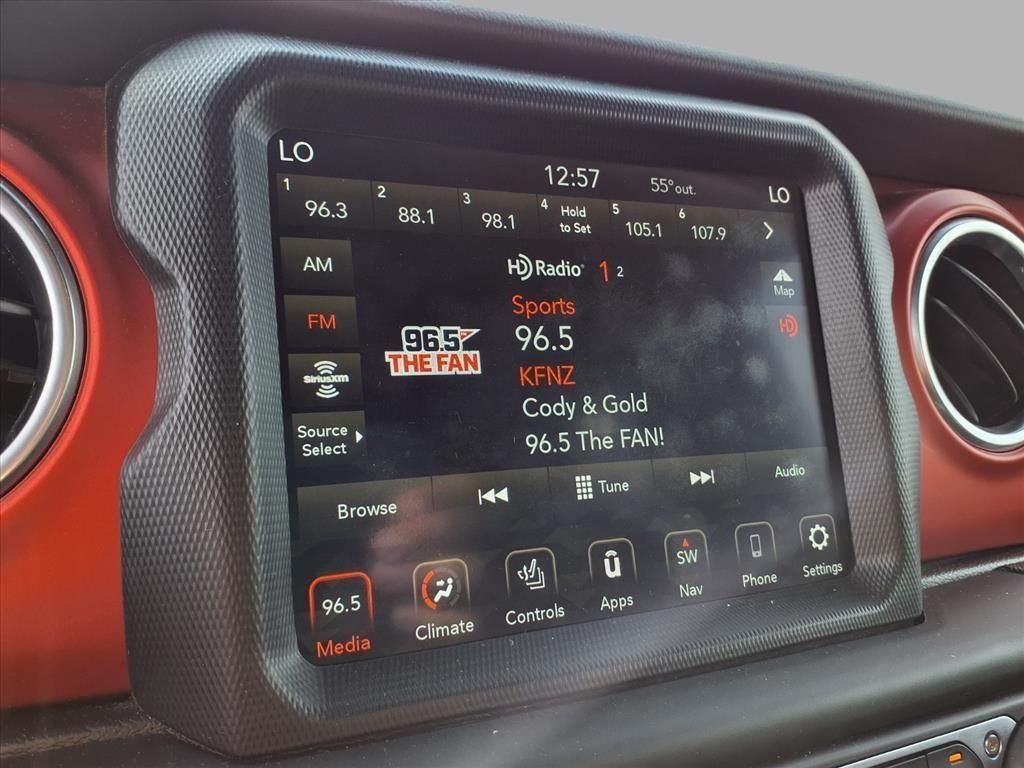 LO 12:57 55° out. LO
1 96.3 2 88.1 3 98.1 4 Hold to Set 5 105.1 6 107.9
AM
FM
SiriusXM
Source
Select
HD Radio 1 2
Map
HD
Sports
96.5
KFNZ
Cody & Gold
96.5 The FAN!
96.5 FM
THE FAN
Browse Tune Audio
96.5 SW
Media Climate Controls Apps Nav Phone Settings